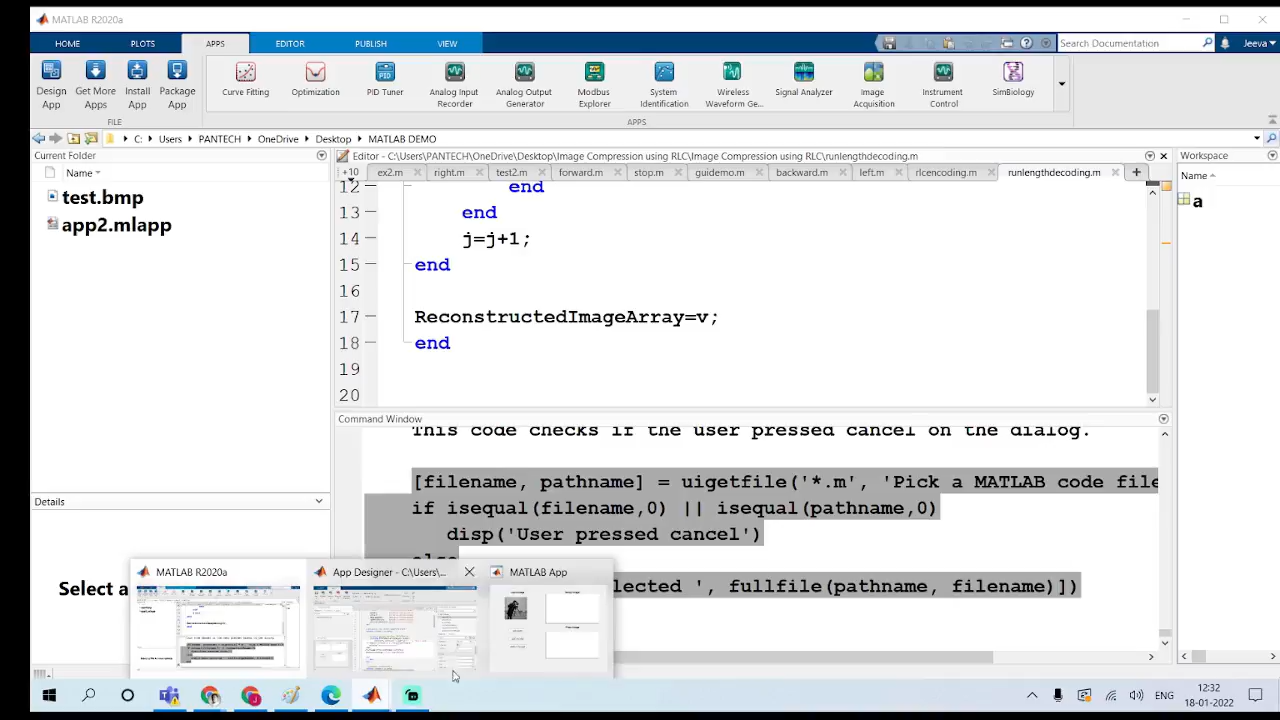 MATLAB R2020a
HOME
PLOTS
APPS
EDITOR
PUBLISH
VIEW
Search Documentation
Jeeva
Design App
Get More Apps
Install App
Package App
Curve Fitting
Optimization
PID Tuner
Analog Input Recorder
Analog Output Generator
Modbus Explorer
System Identification
Wireless Waveform Ge...
Signal Analyzer
Image Acquisition
Instrument Control
SimBiology
FILE
APPS
C: Users PANTECH OneDrive Desktop MATLAB DEMO
Current Folder
Name
test.bmp
app2.mlapp
Details
Select a
Editor - C:\Users\PANTECH\OneDrive\Desktop\Image Compression using RLC\Image Compression using RLC\runlengthdecoding.m
+10
ex2.m
right.m
test2.m
forward.m
stop.m
guidemo.m
backward.m
left.m
rlcencoding.m
runlengthdecoding.m
12 end
13 end
14 j=j+1;
15 end
16
17 ReconstructedImageArray=v;
18 end
19
20
Command Window
This code checks if the user pressed cancel on the dialog.
[filename, pathname] = uigetfile('*.m', 'Pick a MATLAB code file
if isequal(filename,0) || isequal(pathname,0)
disp('User pressed cancel')
else
lected ', fullfile(pathname, filename)])
Workspace
Name
a
MATLAB R2020a
App Designer - C:\Users\...
MATLAB App
ENG
12:32
18-01-2022